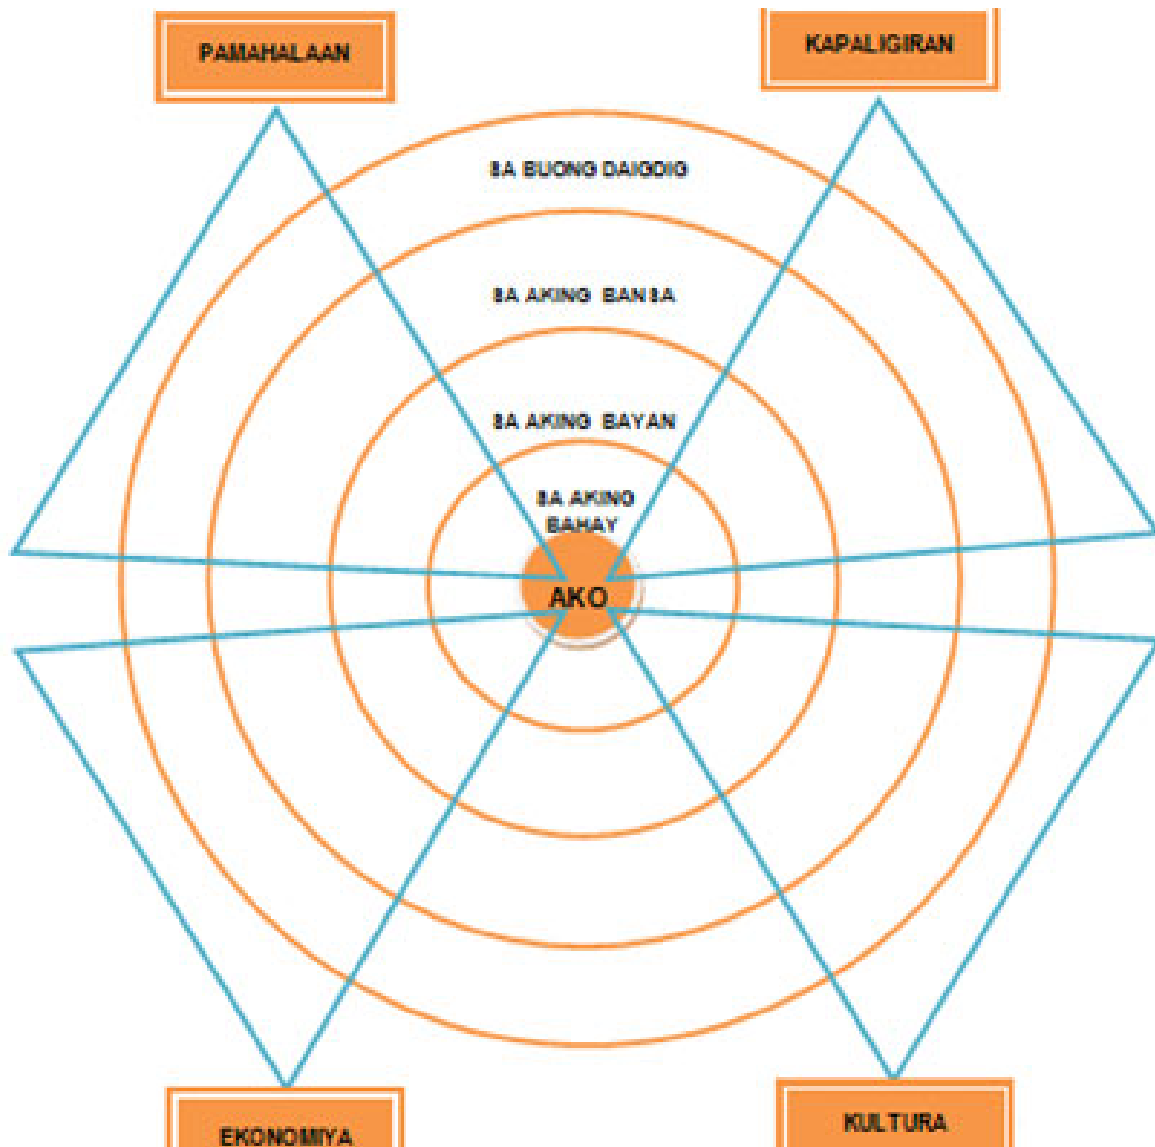 PAMAHALAAN
KAPALIGIRAN
SA BUONG DAIGDIG
SA AKING BANSA
SA AKING BAYAN
SA AKING
BAHAY
AKO
EKONOMIYA
KULTURA